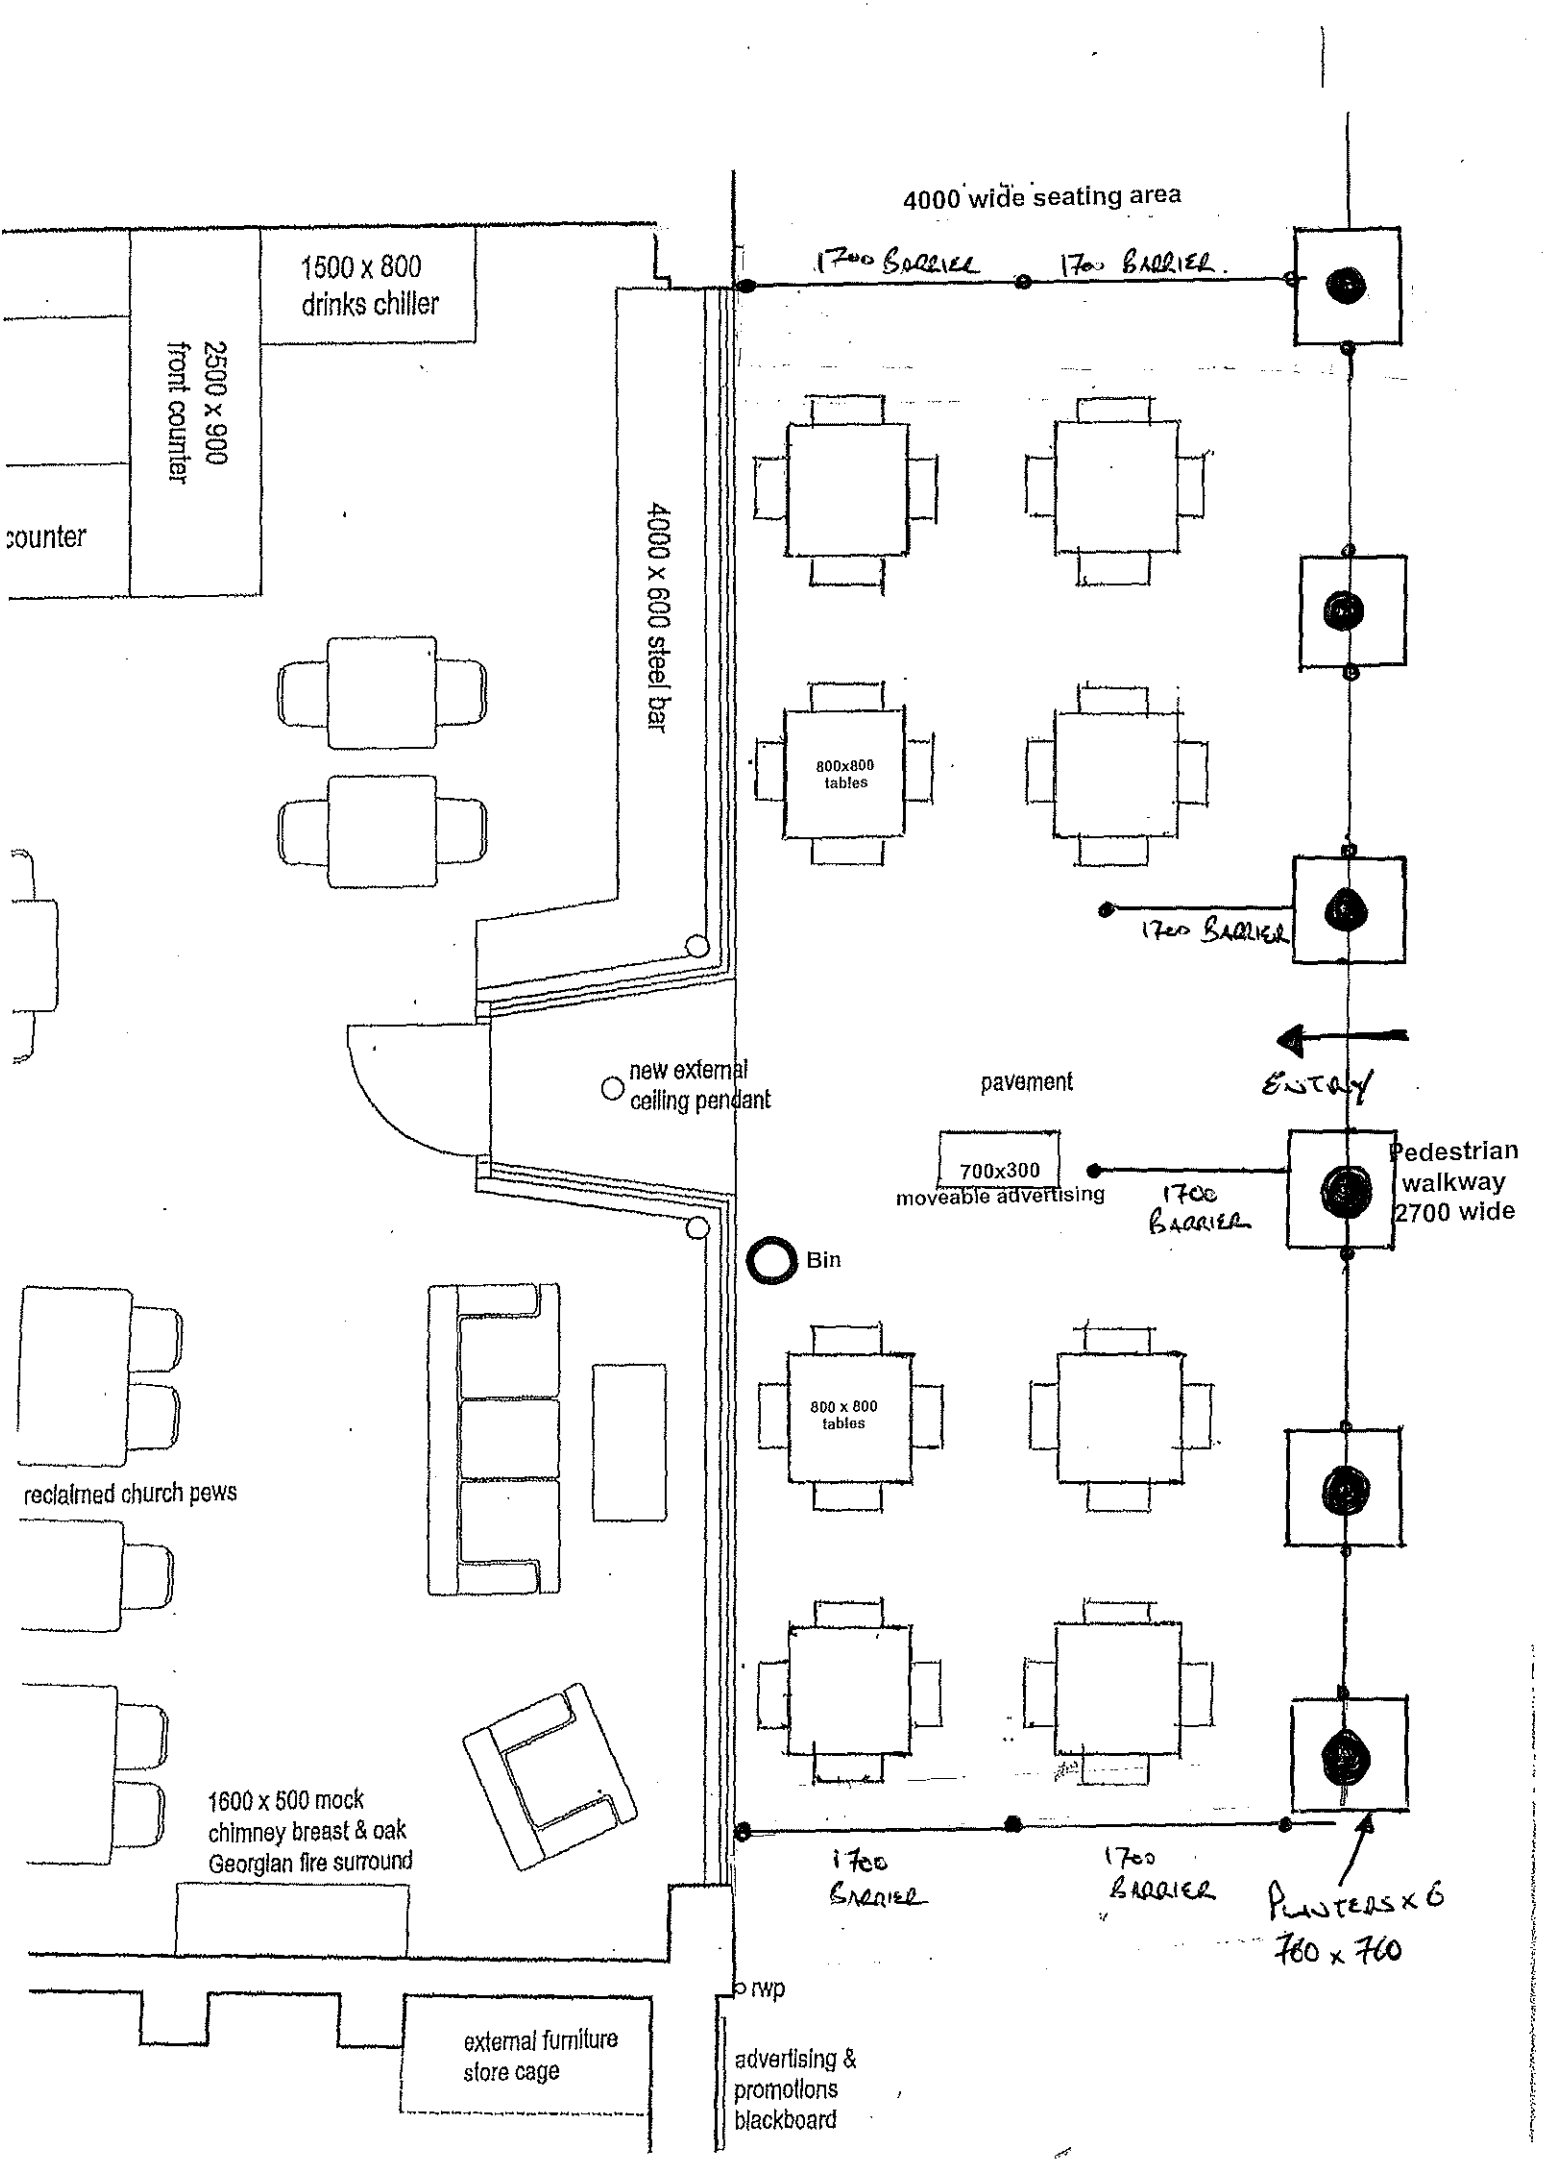 4000 wide seating area
1700 BARRIER
1700 BARRIER.
1500 x 800
drinks chiller
2500 x 900
front counter
counter
4000 x 600 steel bar
800x800
tables
1700 BARRIER
ENTRY
new external
ceiling pendant
pavement
700x300
moveable advertising
1700
BARRIER
Pedestrian
walkway
2700 wide
Bin
800 x 800
tables
reclaimed church pews
1600 x 500 mock
chimney breast & oak
Georgian fire surround
1700
BARRIER
1700
BARRIER
PLANTERS x 6
760 x 760
rwp
external furniture
store cage
advertising &
promotions
blackboard